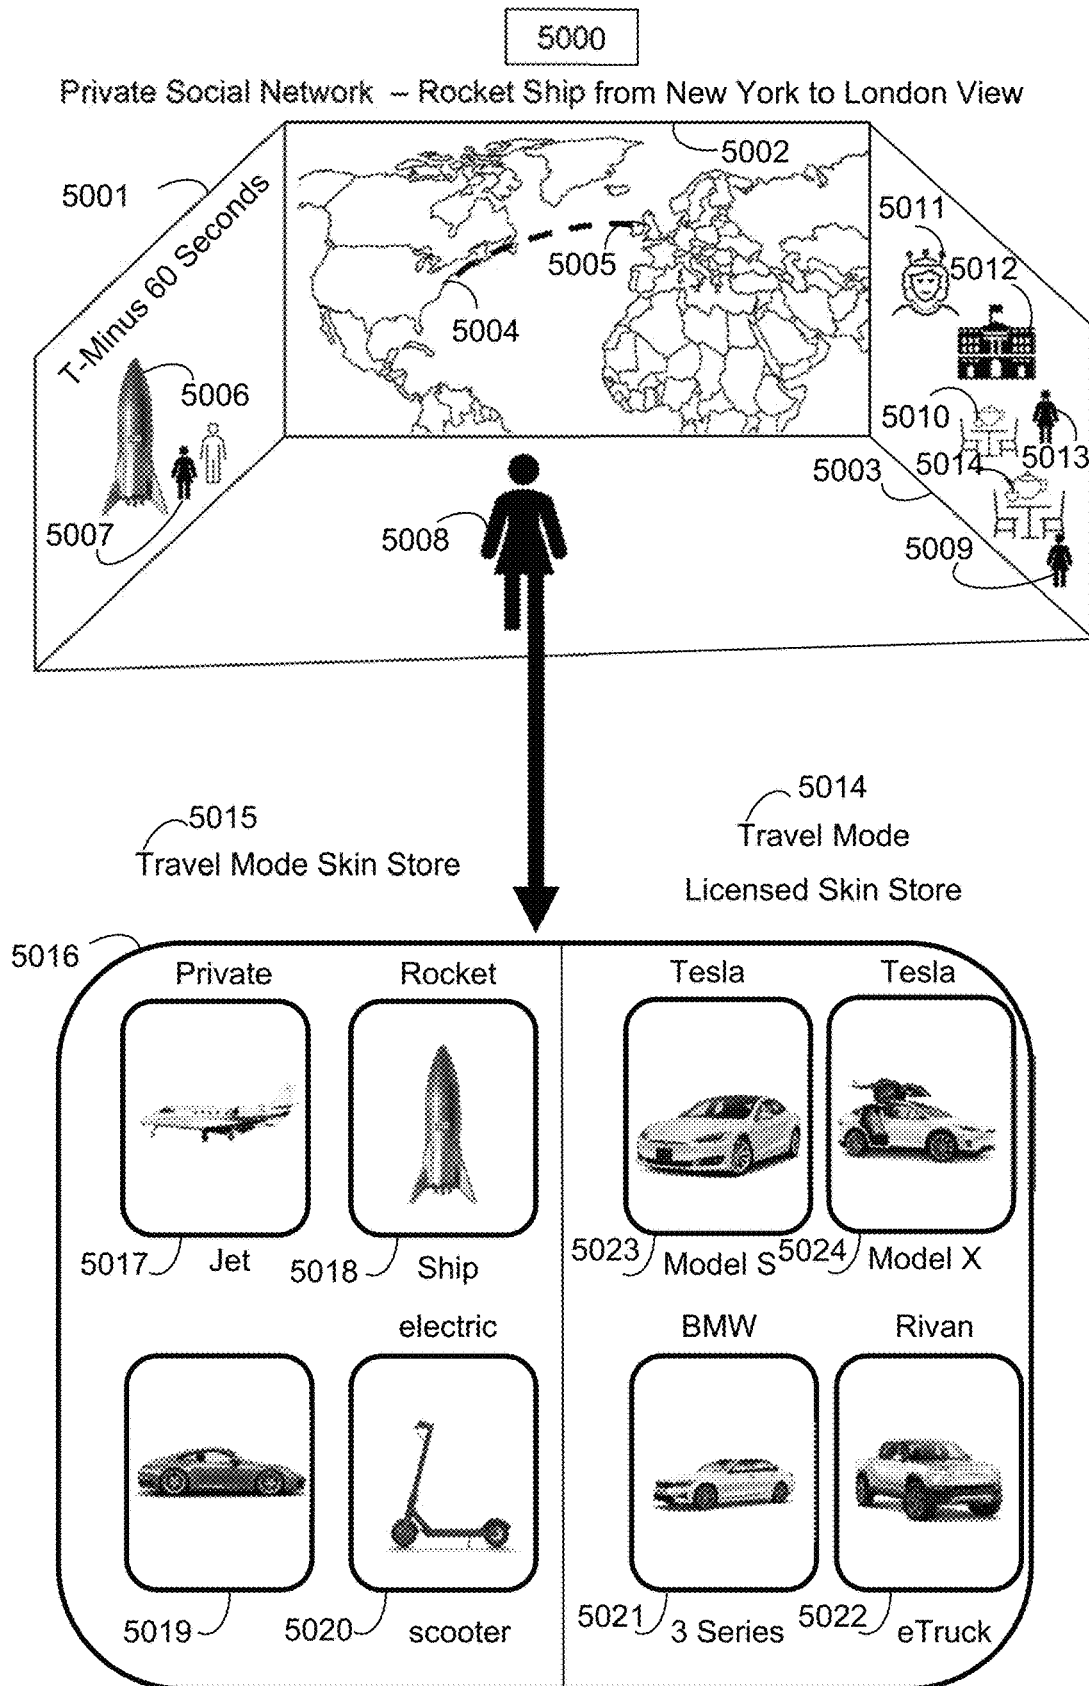 5000
Private Social Network – Rocket Ship from New York to London View
5001
T-Minus 60 Seconds
5002
5011
5012
5005
5004
5006
5010
5013
5003
5014
5007
5008
5009
5014
5015
Travel Mode
Travel Mode Skin Store
Licensed Skin Store
5016
Private
Rocket
Tesla
Tesla
5017
Jet
5018
Ship
5023
Model S
5024
Model X
electric
BMW
Rivan
5019
5020
scooter
5021
3 Series
5022
eTruck